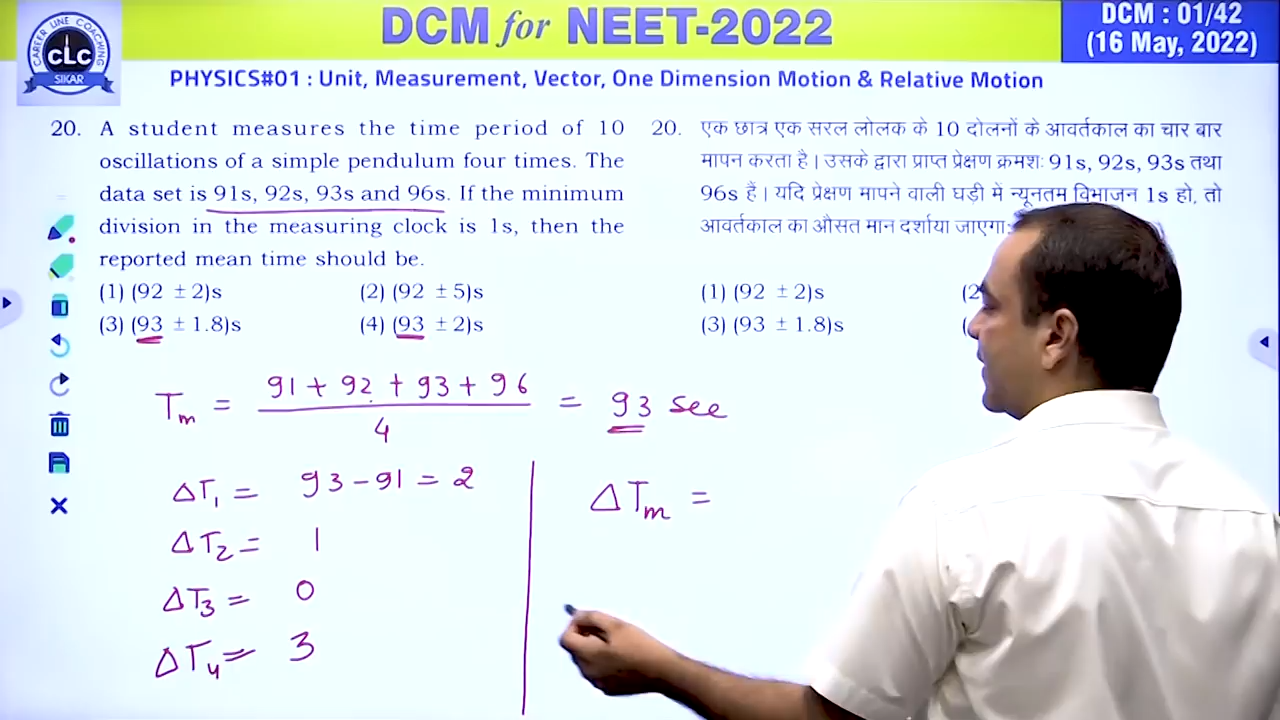 CAREER LINE COACHING
CLC
SIKAR
DCM for NEET-2022
DCM : 01/42
(16 May, 2022)
PHYSICS#01 : Unit, Measurement, Vector, One Dimension Motion & Relative Motion
20. A student measures the time period of 10
oscillations of a simple pendulum four times. The
data set is 91s, 92s, 93s and 96s. If the minimum
division in the measuring clock is 1s, then the
reported mean time should be.
(1) (92 ± 2)s (2) (92 ± 5)s
(3) (93 ± 1.8)s (4) (93 ± 2)s
20. एक छात्र एक सरल लोलक के 10 दोलनों के आवर्तकाल का चार बार
मापन करता है। उसके द्वारा प्राप्त प्रेक्षण क्रमशः 91s, 92s, 93s तथा
96s हैं। यदि प्रेक्षण मापने वाली घड़ी में न्यूनतम विभाजन 1s हो, तो
आवर्तकाल का औसत मान दर्शाया जाएगा:
(1) (92 ± 2)s (2
(3) (93 ± 1.8)s (
Tm = 91 + 92 + 93 + 96 / 4 = 93 sec
ΔT1 = 93 - 91 = 2
ΔT2 = 1
ΔT3 = 0
ΔT4 = 3
ΔTm =